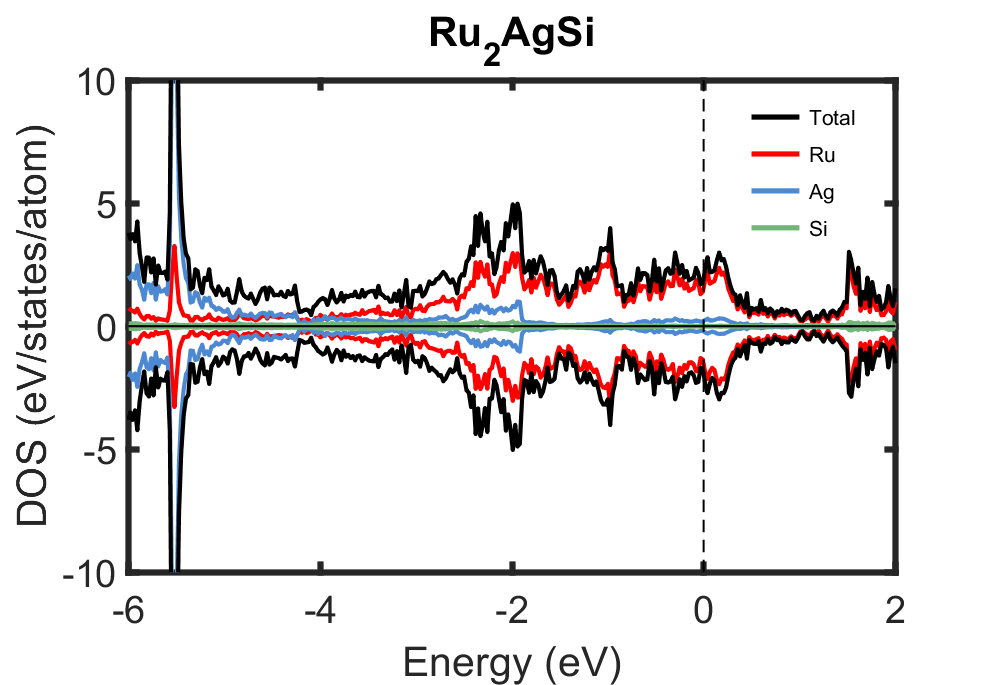 Ru2AgSi
DOS (eV/states/atom)
10
5
0
-5
-10
Total
Ru
Ag
Si
-6
-4
-2
0
2
Energy (eV)